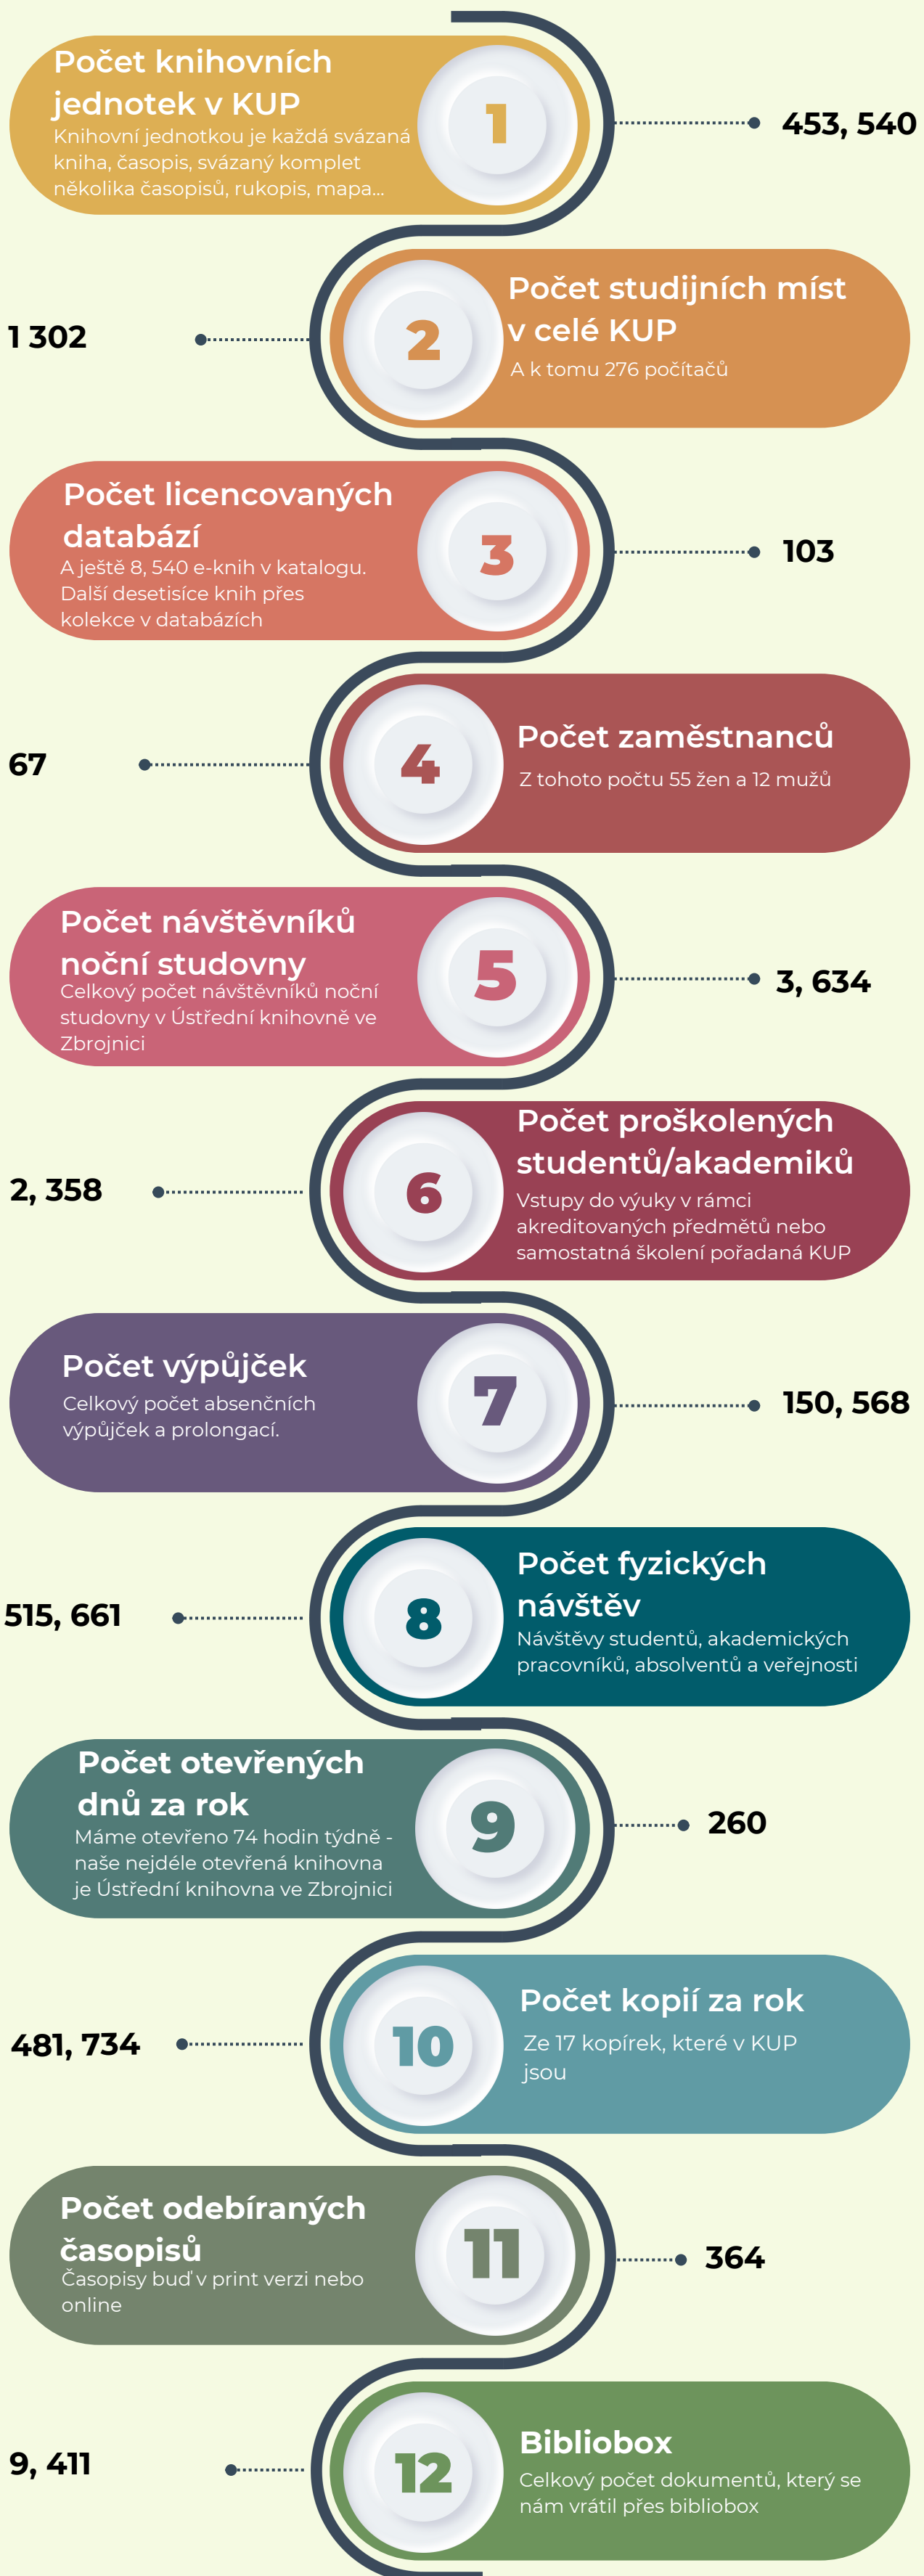 Počet knihovních
jednotek v KUP
Knihovní jednotkou je každá svázaná
kniha, časopis, svázaný komplet
několika časopisů, rukopis, mapa...
1
453, 540
1 302
2
Počet studijních míst
v celé KUP
A k tomu 276 počítačů
Počet licencovaných
databází
A ještě 8, 540 e-knih v katalogu.
Další desetisíce knih přes
kolekce v databázích
3
103
67
4
Počet zaměstnanců
Z tohoto počtu 55 žen a 12 mužů
Počet návštěvníků
noční studovny
Celkový počet návštěvníků noční
studovny v Ústřední knihovně ve
Zbrojnici
5
3, 634
2, 358
6
Počet proškolených
studentů/akademiků
Vstupy do výuky v rámci
akreditovaných předmětů nebo
samostatná školení pořadaná KUP
Počet výpůjček
Celkový počet absenčních
výpůjček a prolongací.
7
150, 568
515, 661
8
Počet fyzických
návštěv
Návštěvy studentů, akademických
pracovníků, absolventů a veřejnosti
Počet otevřených
dnů za rok
Máme otevřeno 74 hodin týdně -
naše nejdéle otevřená knihovna
je Ústřední knihovna ve Zbrojnici
9
260
481, 734
10
Počet kopií za rok
Ze 17 kopírek, které v KUP
jsou
Počet odebíraných
časopisů
Časopisy buď v print verzi nebo
online
11
364
9, 411
12
Bibliobox
Celkový počet dokumentů, který se
nám vrátil přes bibliobox